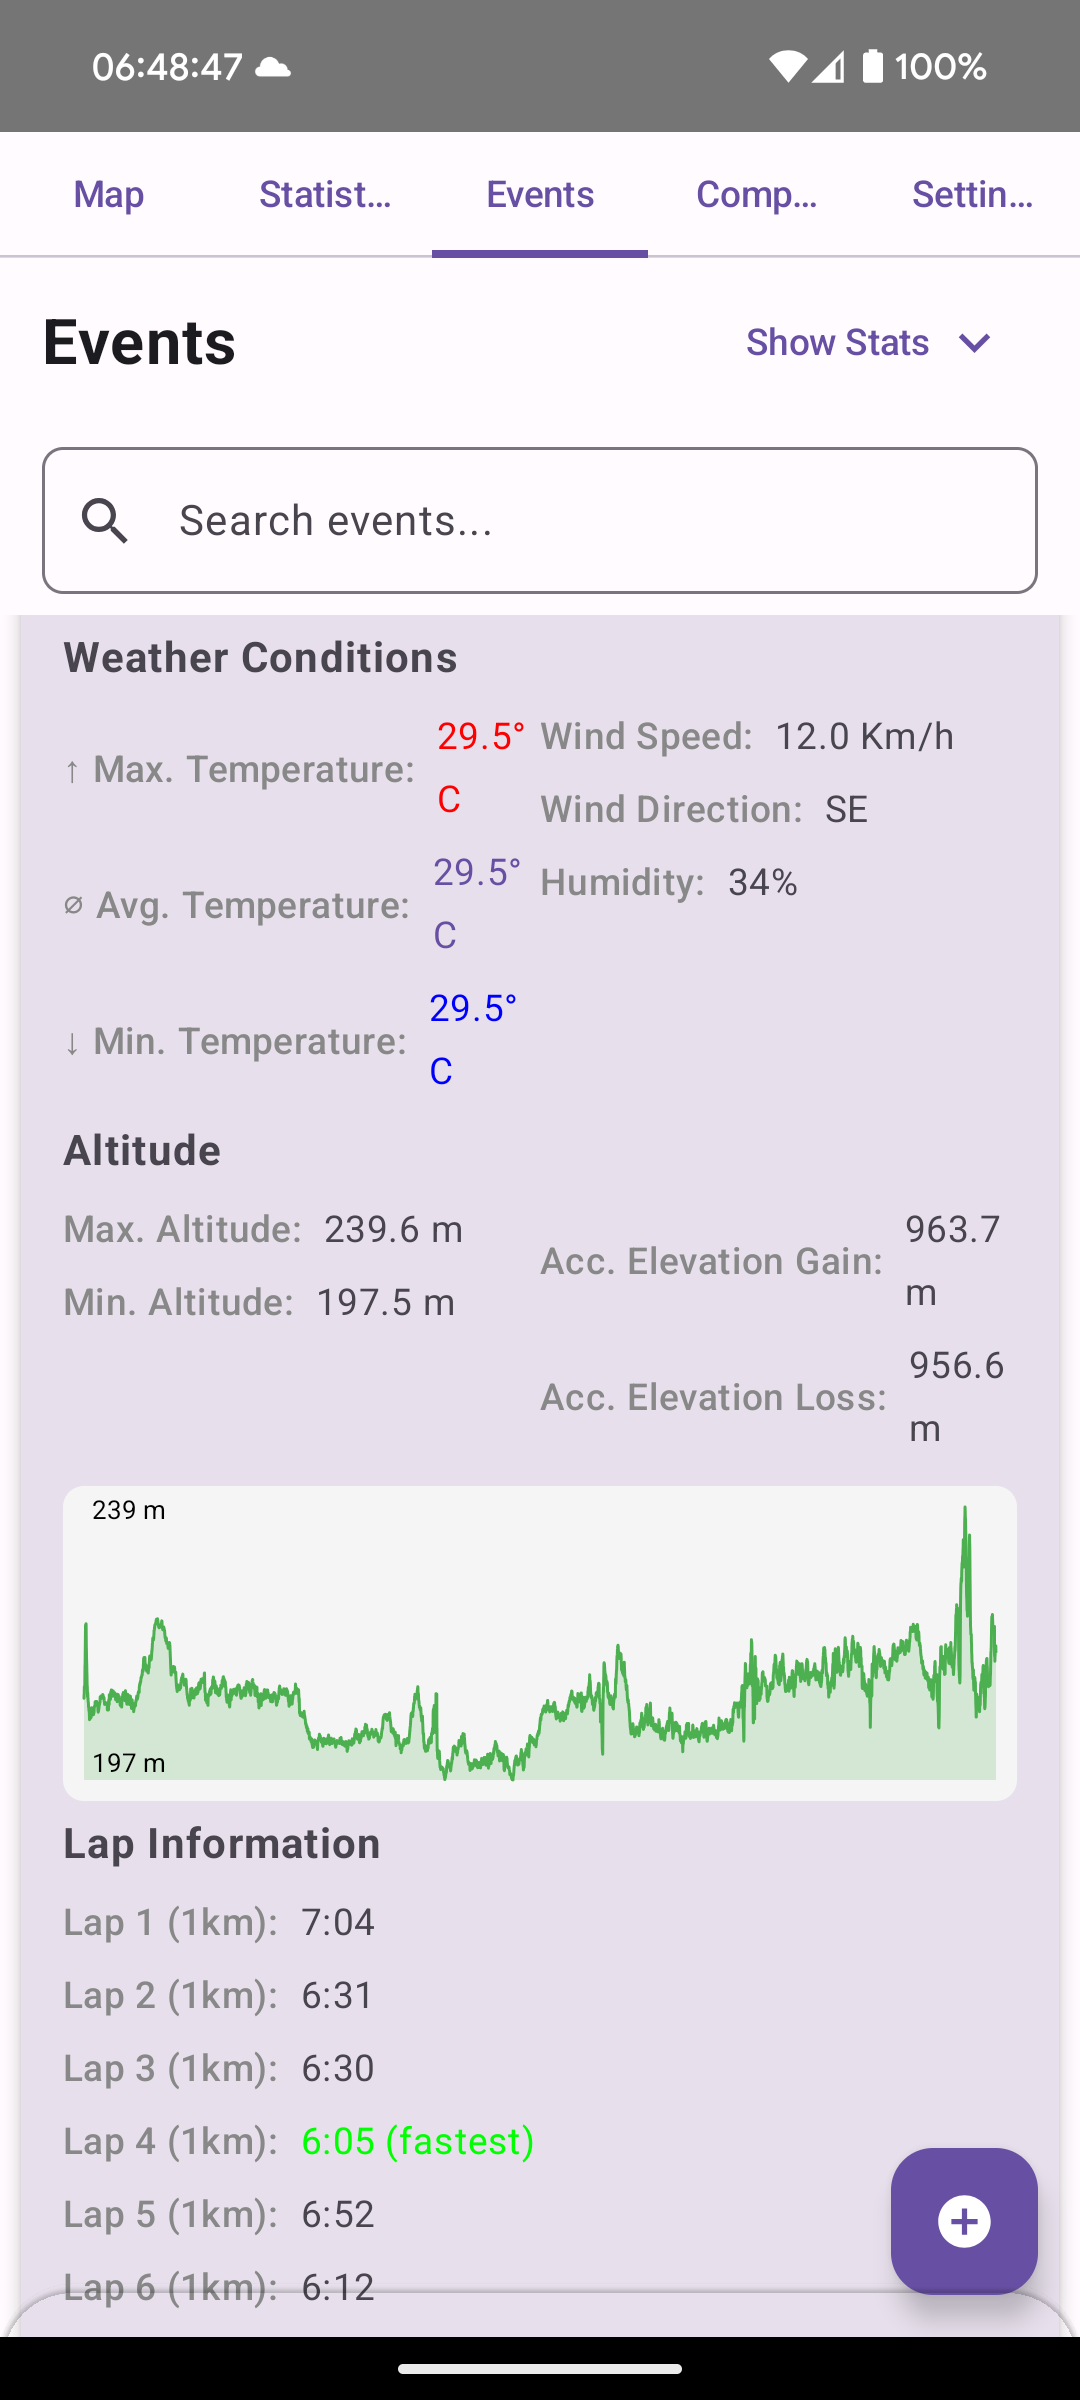 06:48:47
100%
Map
Statist...
Events
Comp...
Settin...
Events
Show Stats
Search events...
Weather Conditions
↑ Max. Temperature: 29.5°
C
∅ Avg. Temperature: 29.5°
C
↓ Min. Temperature: 29.5°
C
Wind Speed: 12.0 Km/h
Wind Direction: SE
Humidity: 34%
Altitude
Max. Altitude: 239.6 m
Min. Altitude: 197.5 m
Acc. Elevation Gain: 963.7
m
Acc. Elevation Loss: 956.6
m
239 m
197 m
Lap Information
Lap 1 (1km): 7:04
Lap 2 (1km): 6:31
Lap 3 (1km): 6:30
Lap 4 (1km): 6:05 (fastest)
Lap 5 (1km): 6:52
Lap 6 (1km): 6:12